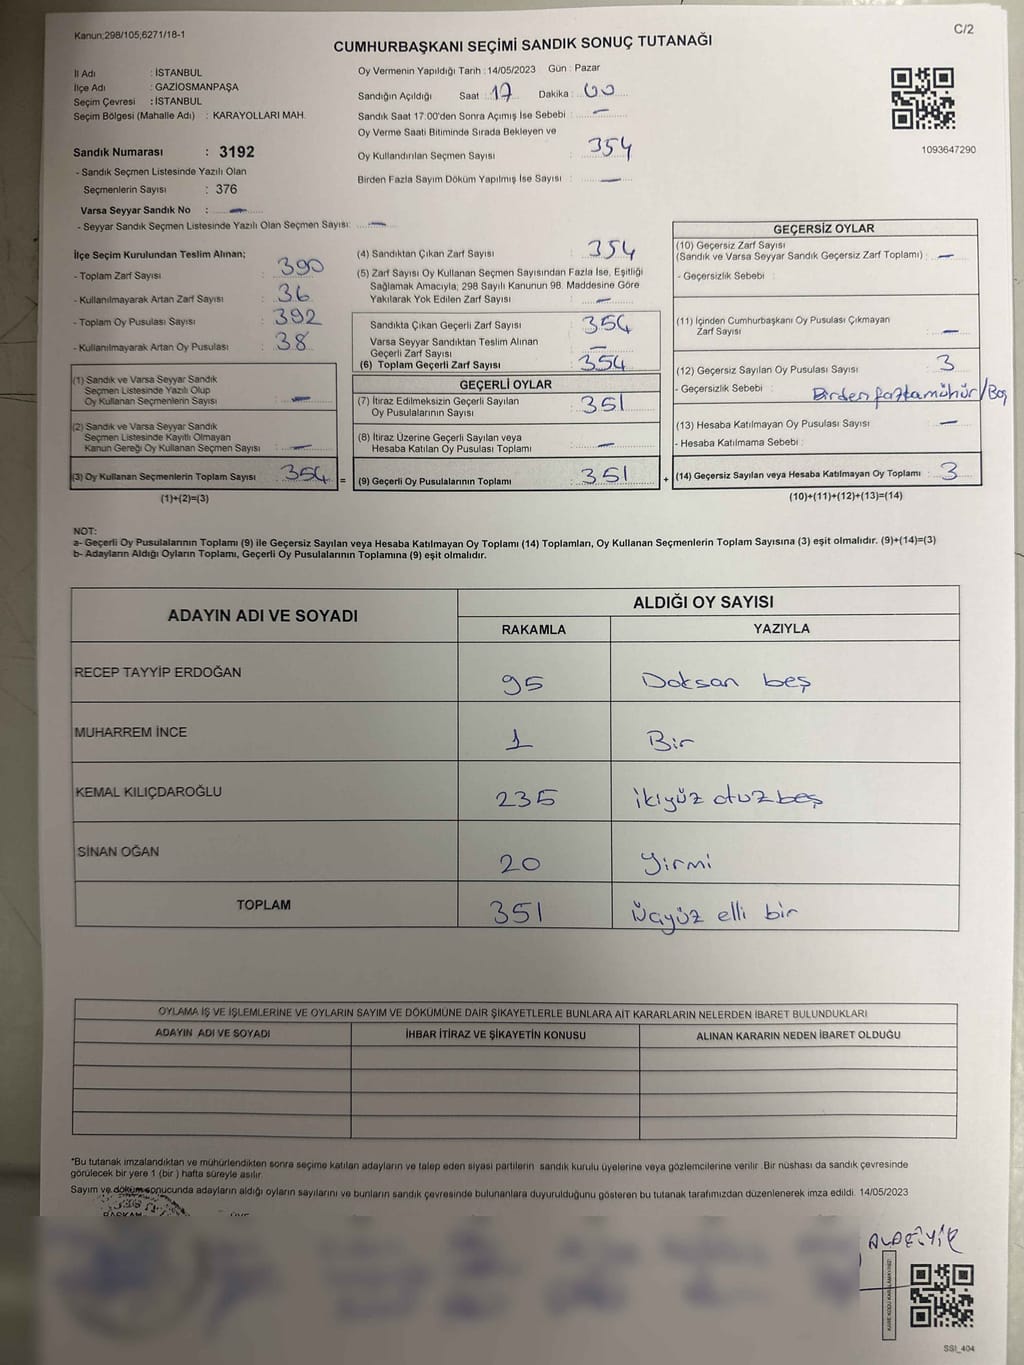 Kanun;298/105;6271/18-1
C/2
CUMHURBAŞKANI SEÇİMİ SANDIK SONUÇ TUTANAĞI
İl Adı : İSTANBUL
İlçe Adı : GAZİOSMANPAŞA
Seçim Çevresi : İSTANBUL
Seçim Bölgesi (Mahalle Adı) : KARAYOLLARI MAH.
Sandık Numarası : 3192
- Sandık Seçmen Listesinde Yazılı Olan
Seçmenlerin Sayısı : 376
Varsa Seyyar Sandık No : —
- Seyyar Sandık Seçmen Listesinde Yazılı Olan Seçmen Sayısı: —
Oy Vermenin Yapıldığı Tarih : 14/05/2023 Gün : Pazar
Sandığın Açıldığı Saat : 17 Dakika : 00
Sandık Saat 17.00'den Sonra Açımış İse Sebebi : —
Oy Verme Saati Bitiminde Sırada Bekleyen ve
Oy Kullandırılan Seçmen Sayısı : 354
Birden Fazla Sayım Döküm Yapılmış İse Sayısı : —
1093647290
İlçe Seçim Kurulundan Teslim Alınan;
- Toplam Zarf Sayısı : 390
- Kullanılmayarak Artan Zarf Sayısı : 36
- Toplam Oy Pusulası Sayısı : 392
- Kullanılmayarak Artan Oy Pusulası : 38
(1) Sandık ve Varsa Seyyar Sandık
Seçmen Listesinde Yazılı Olup
Oy Kullanan Seçmenlerin Sayısı : —
(2) Sandık ve Varsa Seyyar Sandık
Seçmen Listesinde Kayıtlı Olmayan
Kanun Gereği Oy Kullanan Seçmen Sayısı : —
(3) Oy Kullanan Seçmenlerin Toplam Sayısı : 354 =
(1)+(2)=(3)
(4) Sandıktan Çıkan Zarf Sayısı : 354
(5) Zarf Sayısı Oy Kullanan Seçmen Sayısından Fazla İse, Eşitliği
Sağlamak Amacıyla; 298 Sayılı Kanunun 98. Maddesine Göre
Yakılarak Yok Edilen Zarf Sayısı : —
Sandıkta Çıkan Geçerli Zarf Sayısı : 354
Varsa Seyyar Sandıktan Teslim Alınan
Geçerli Zarf Sayısı : —
(6) Toplam Geçerli Zarf Sayısı : 354
GEÇERLİ OYLAR
(7) İtiraz Edilmeksizin Geçerli Sayılan
Oy Pusulalarının Sayısı : 351
(8) İtiraz Üzerine Geçerli Sayılan veya
Hesaba Katılan Oy Pusulası Toplamı : —
(9) Geçerli Oy Pusulalarının Toplamı : 351 +
GEÇERSİZ OYLAR
(10) Geçersiz Zarf Sayısı
(Sandık ve Varsa Seyyar Sandık Geçersiz Zarf Toplamı) : —
- Geçersizlik Sebebi :
(11) İçinden Cumhurbaşkanı Oy Pusulası Çıkmayan
Zarf Sayısı : —
(12) Geçersiz Sayılan Oy Pusulası Sayısı : 3
- Geçersizlik Sebebi : Birden fazla mühür/Boş
(13) Hesaba Katılmayan Oy Pusulası Sayısı : —
- Hesaba Katılmama Sebebi :
(14) Geçersiz Sayılan veya Hesaba Katılmayan Oy Toplamı : 3
(10)+(11)+(12)+(13)=(14)
NOT:
a- Geçerli Oy Pusulalarının Toplamı (9) ile Geçersiz Sayılan veya Hesaba Katılmayan Oy Toplamı (14) Toplamları, Oy Kullanan Seçmenlerin Toplam Sayısına (3) eşit olmalıdır. (9)+(14)=(3)
b- Adayların Aldığı Oyların Toplamı, Geçerli Oy Pusulalarının Toplamına (9) eşit olmalıdır.
ADAYIN ADI VE SOYADI ALDIĞI OY SAYISI
RAKAMLA YAZIYLA
RECEP TAYYİP ERDOĞAN 95 Doksan beş
MUHARREM İNCE 1 Bir
KEMAL KILIÇDAROĞLU 235 ikiyüz otuzbeş
SİNAN OĞAN 20 Yirmi
TOPLAM 351 Üçyüz elli bir
OYLAMA İŞ VE İŞLEMLERİNE VE OYLARIN SAYIM VE DÖKÜMÜNE DAİR ŞİKAYETLERLE BUNLARA AİT KARARLARIN NELERDEN İBARET BULUNDUKLARI
ADAYIN ADI VE SOYADI İHBAR İTİRAZ VE ŞİKAYETİN KONUSU ALINAN KARARIN NEDEN İBARET OLDUĞU
*Bu tutanak imzalandıktan ve mühürlendikten sonra seçime katılan adayların ve talep eden siyasi partilerin sandık kurulu üyelerine veya gözlemcilerine verilir .Bir nüshası da sandık çevresinde
görülecek bir yere 1 (bir ) hafta süreyle asılır.
Sayım ve döküm sonucunda adayların aldığı oyların sayılarını ve bunların sandık çevresinde bulunanlara duyurulduğunu gösteren bu tutanak tarafımızdan düzenlenerek imza edildi. 14/05/2023
BAŞKAN
SSİ_404